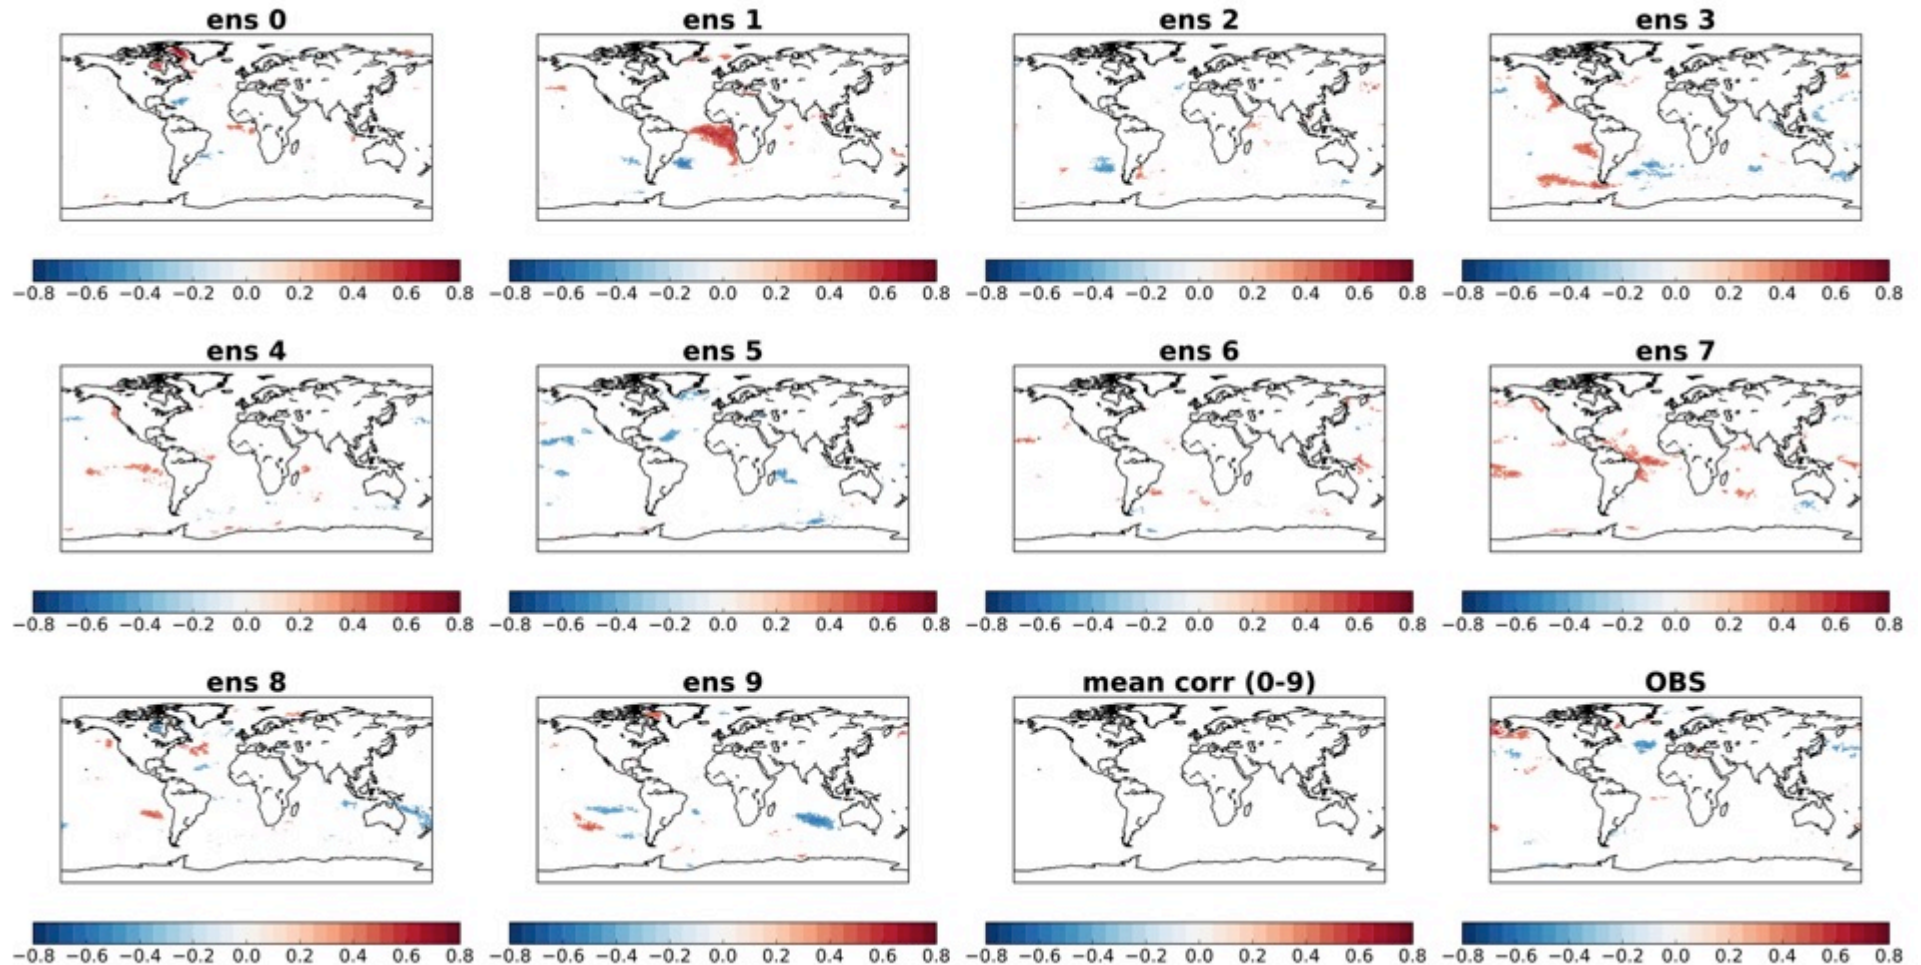 ens 0 ens 1 ens 2 ens 3
−0.8 −0.6 −0.4 −0.2 0.0 0.2 0.4 0.6 0.8 −0.8 −0.6 −0.4 −0.2 0.0 0.2 0.4 0.6 0.8 −0.8 −0.6 −0.4 −0.2 0.0 0.2 0.4 0.6 0.8 −0.8 −0.6 −0.4 −0.2 0.0 0.2 0.4 0.6 0.8
ens 4 ens 5 ens 6 ens 7
−0.8 −0.6 −0.4 −0.2 0.0 0.2 0.4 0.6 0.8 −0.8 −0.6 −0.4 −0.2 0.0 0.2 0.4 0.6 0.8 −0.8 −0.6 −0.4 −0.2 0.0 0.2 0.4 0.6 0.8 −0.8 −0.6 −0.4 −0.2 0.0 0.2 0.4 0.6 0.8
ens 8 ens 9 mean corr (0-9) OBS
−0.8 −0.6 −0.4 −0.2 0.0 0.2 0.4 0.6 0.8 −0.8 −0.6 −0.4 −0.2 0.0 0.2 0.4 0.6 0.8 −0.8 −0.6 −0.4 −0.2 0.0 0.2 0.4 0.6 0.8 −0.8 −0.6 −0.4 −0.2 0.0 0.2 0.4 0.6 0.8